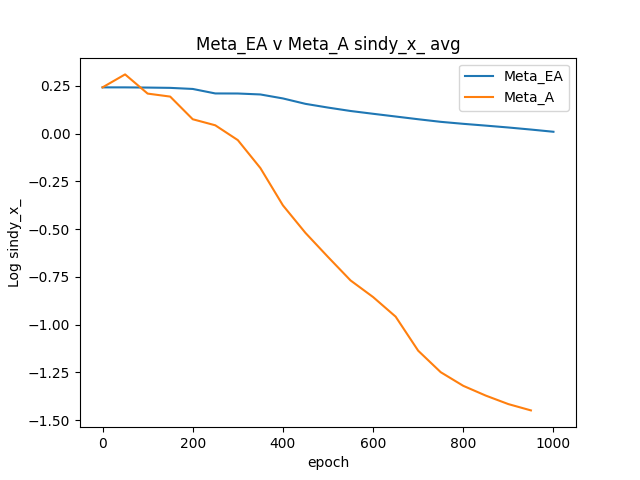 Meta_EA v Meta_A sindy_x_ avg
Meta_EA
Meta_A
0.25
0.00
−0.25
−0.50
−0.75
−1.00
−1.25
−1.50
Log sindy_x_
0 200 400 600 800 1000
epoch